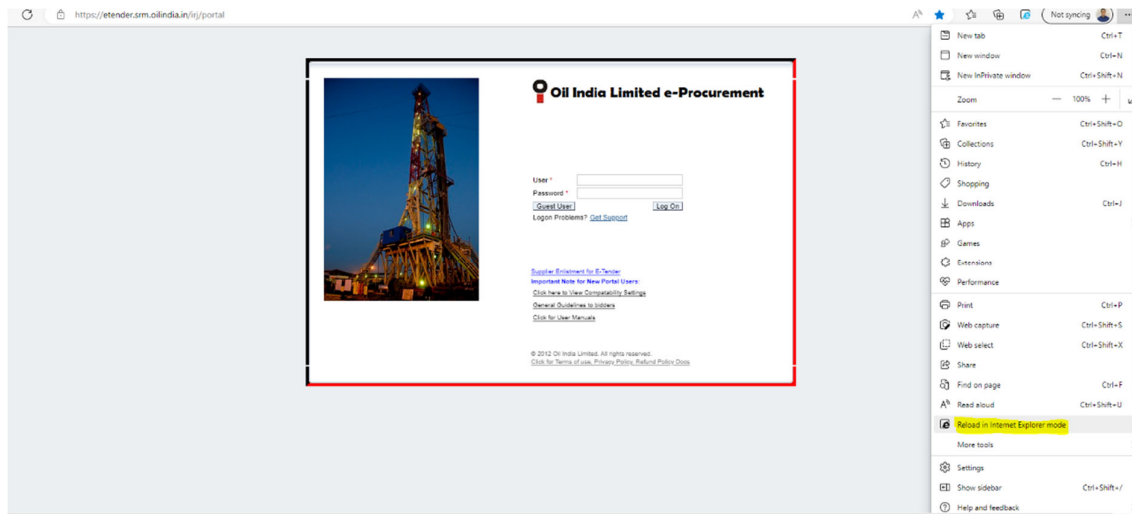 https://etender.srm.oilindia.in/irj/portal
Not syncing
Oil India Limited e-Procurement
User *
Password *
Guest User Log On
Logon Problems? Get Support
Supplier Enlistment for E-Tender
Important Note for New Portal Users:
Click here to View Compatability Settings
General Guidelines to bidders
Click for User Manuals
© 2012 Oil India Limited. All rights reserved.
Click for Terms of use, Privacy Policy, Refund Policy Docs
New tab Ctrl+T
New window Ctrl+N
New InPrivate window Ctrl+Shift+N
Zoom — 100% +
Favorites Ctrl+Shift+O
Collections Ctrl+Shift+Y
History Ctrl+H
Shopping
Downloads Ctrl+J
Apps
Games
Extensions
Performance
Print Ctrl+P
Web capture Ctrl+Shift+S
Web select Ctrl+Shift+X
Share
Find on page Ctrl+F
Read aloud Ctrl+Shift+U
Reload in Internet Explorer mode
More tools
Settings
Show sidebar Ctrl+Shift+/
Help and feedback